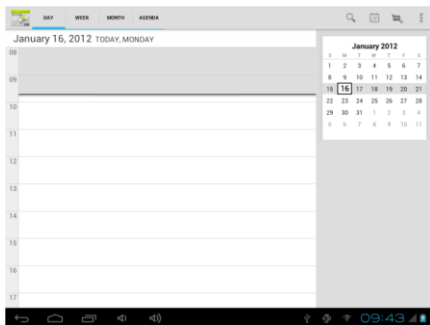 DAY WEEK MONTH AGENDA
January 16, 2012 TODAY, MONDAY
08
09
10
11
12
13
14
15
16
17
January 2012
S M T W T F S
1 2 3 4 5 6 7
8 9 10 11 12 13 14
15 16 17 18 19 20 21
22 23 24 25 26 27 28
29 30 31 1 2 3 4
5 6 7 8 9 10 11
09:43